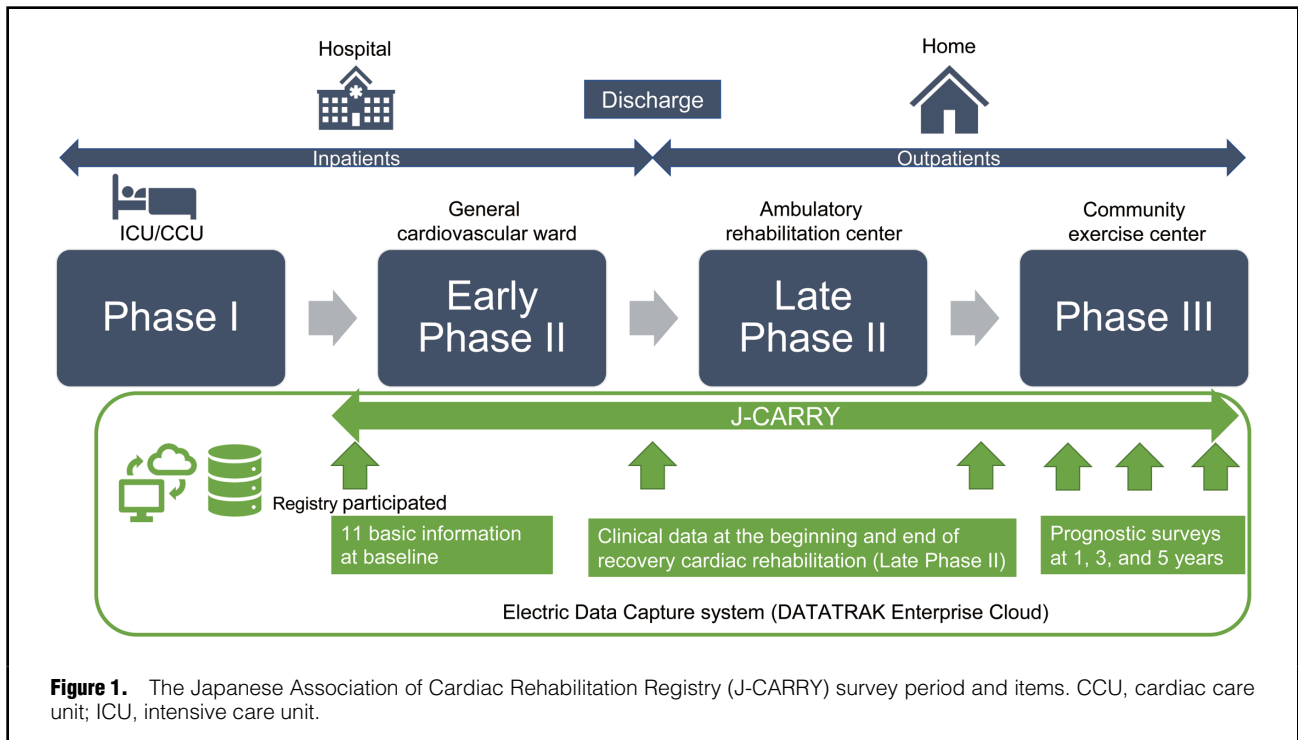 Hospital
Home
Discharge
Inpatients
Outpatients
ICU/CCU
General
cardiovascular ward
Ambulatory
rehabilitation center
Community
exercise center
Phase I
Early
Phase II
Late
Phase II
Phase III
J-CARRY
Registry participated
11 basic information
at baseline
Clinical data at the beginning and end of
recovery cardiac rehabilitation (Late Phase II)
Prognostic surveys
at 1, 3, and 5 years
Electric Data Capture system (DATATRAK Enterprise Cloud)
Figure 1. The Japanese Association of Cardiac Rehabilitation Registry (J-CARRY) survey period and items. CCU, cardiac care
unit; ICU, intensive care unit.